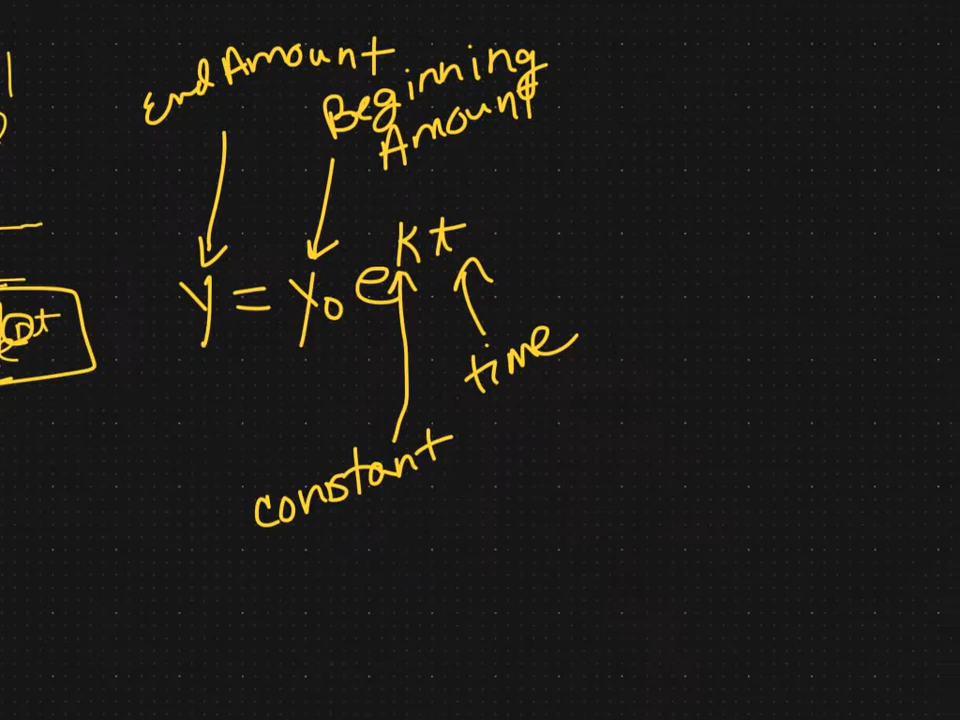 End Amount
Beginning
Amount
y = y₀ e^{kt}
time
constant